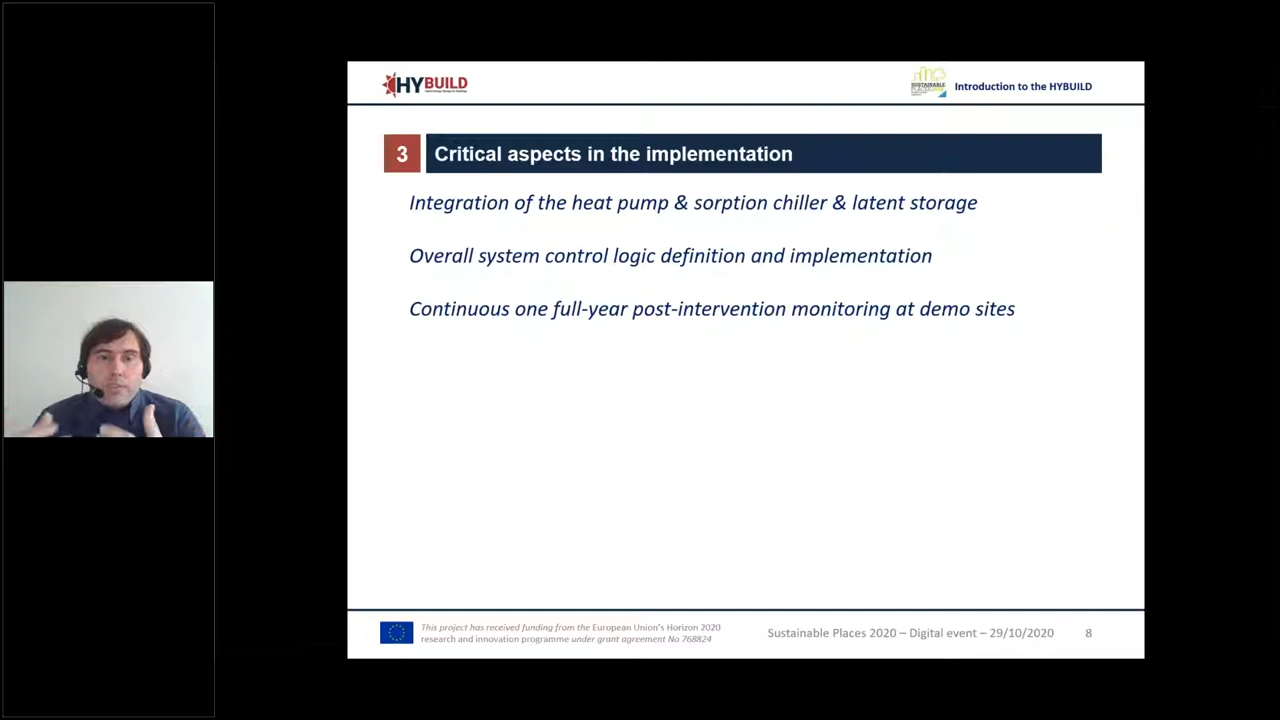 HYBUILD
SUSTAINABLE
Introduction to the HYBUILD
3
Critical aspects in the implementation
Integration of the heat pump & sorption chiller & latent storage
Overall system control logic definition and implementation
Continuous one full-year post-intervention monitoring at demo sites
This project has received funding from the European Union's Horizon 2020
research and innovation programme under grant agreement No 768824
Sustainable Places 2020 – Digital event – 29/10/2020
8